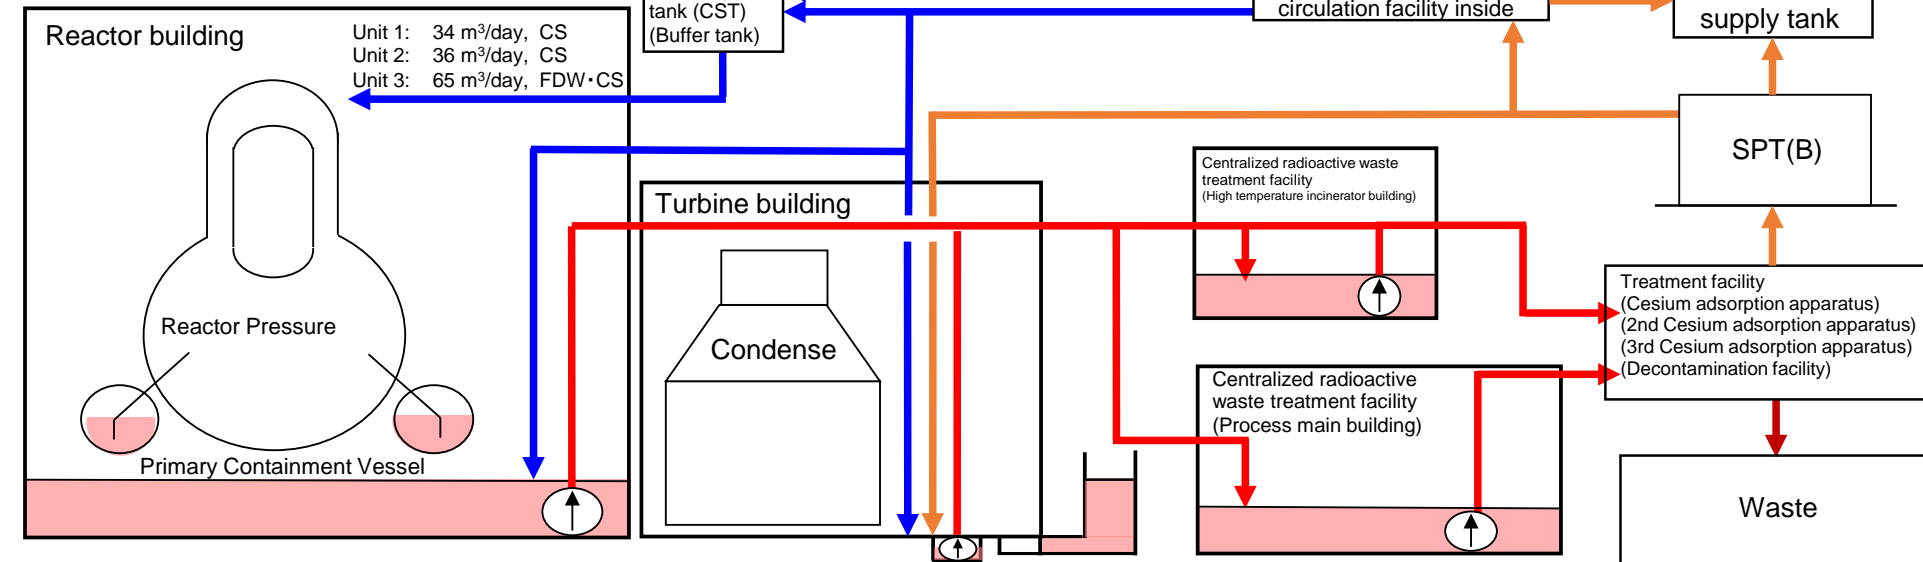 tank (CST)
(Buffer tank)
circulation facility inside
supply tank
Reactor building
Unit 1: 34 m³/day, CS
Unit 2: 36 m³/day, CS
Unit 3: 65 m³/day, FDW・CS
SPT(B)
Centralized radioactive waste
treatment facility
(High temperature incinerator building)
Turbine building
Treatment facility
(Cesium adsorption apparatus)
(2nd Cesium adsorption apparatus)
(3rd Cesium adsorption apparatus)
(Decontamination facility)
Reactor Pressure
Condense
Centralized radioactive
waste treatment facility
(Process main building)
Primary Containment Vessel
Waste